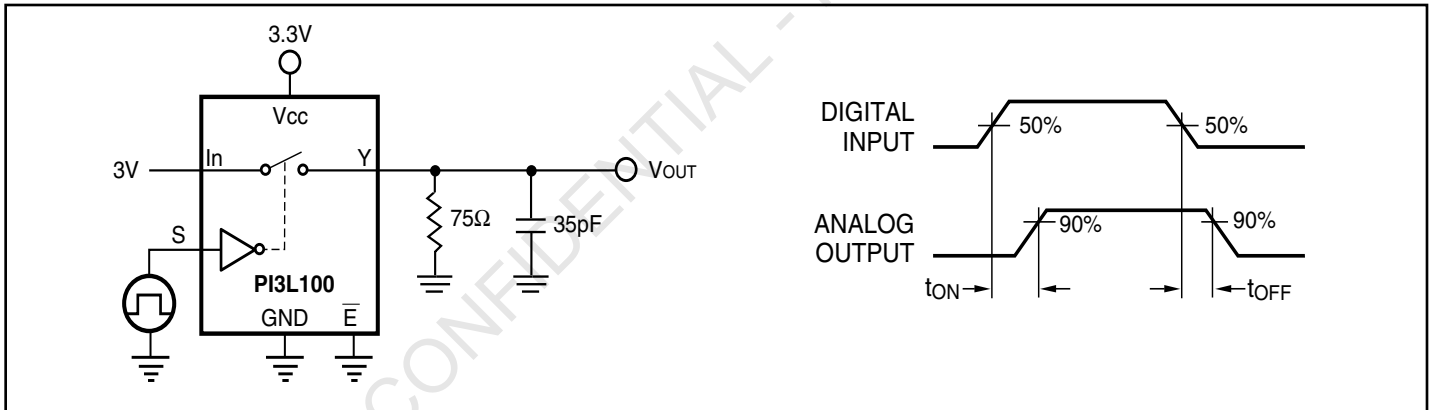 CONFIDENTIAL -
3.3V
Vcc
3V
In
Y
VOUT
75Ω
35pF
S
PI3L100
GND
E
DIGITAL
INPUT
50%
50%
ANALOG
OUTPUT
90%
90%
tON
tOFF